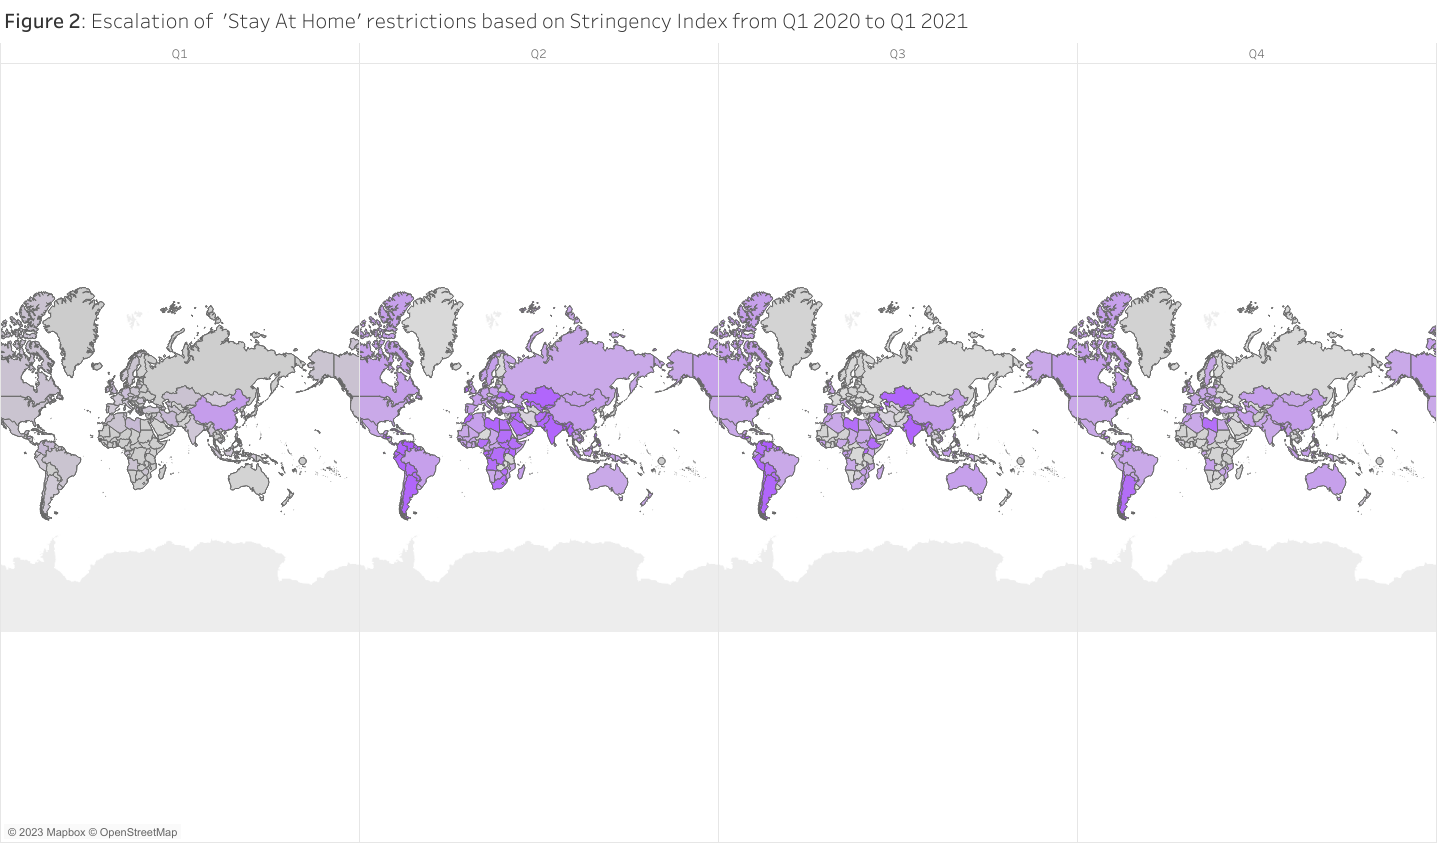 Figure 2: Escalation of 'Stay At Home' restrictions based on Stringency Index from Q1 2020 to Q1 2021
Q1 Q2 Q3 Q4
© 2023 Mapbox © OpenStreetMap